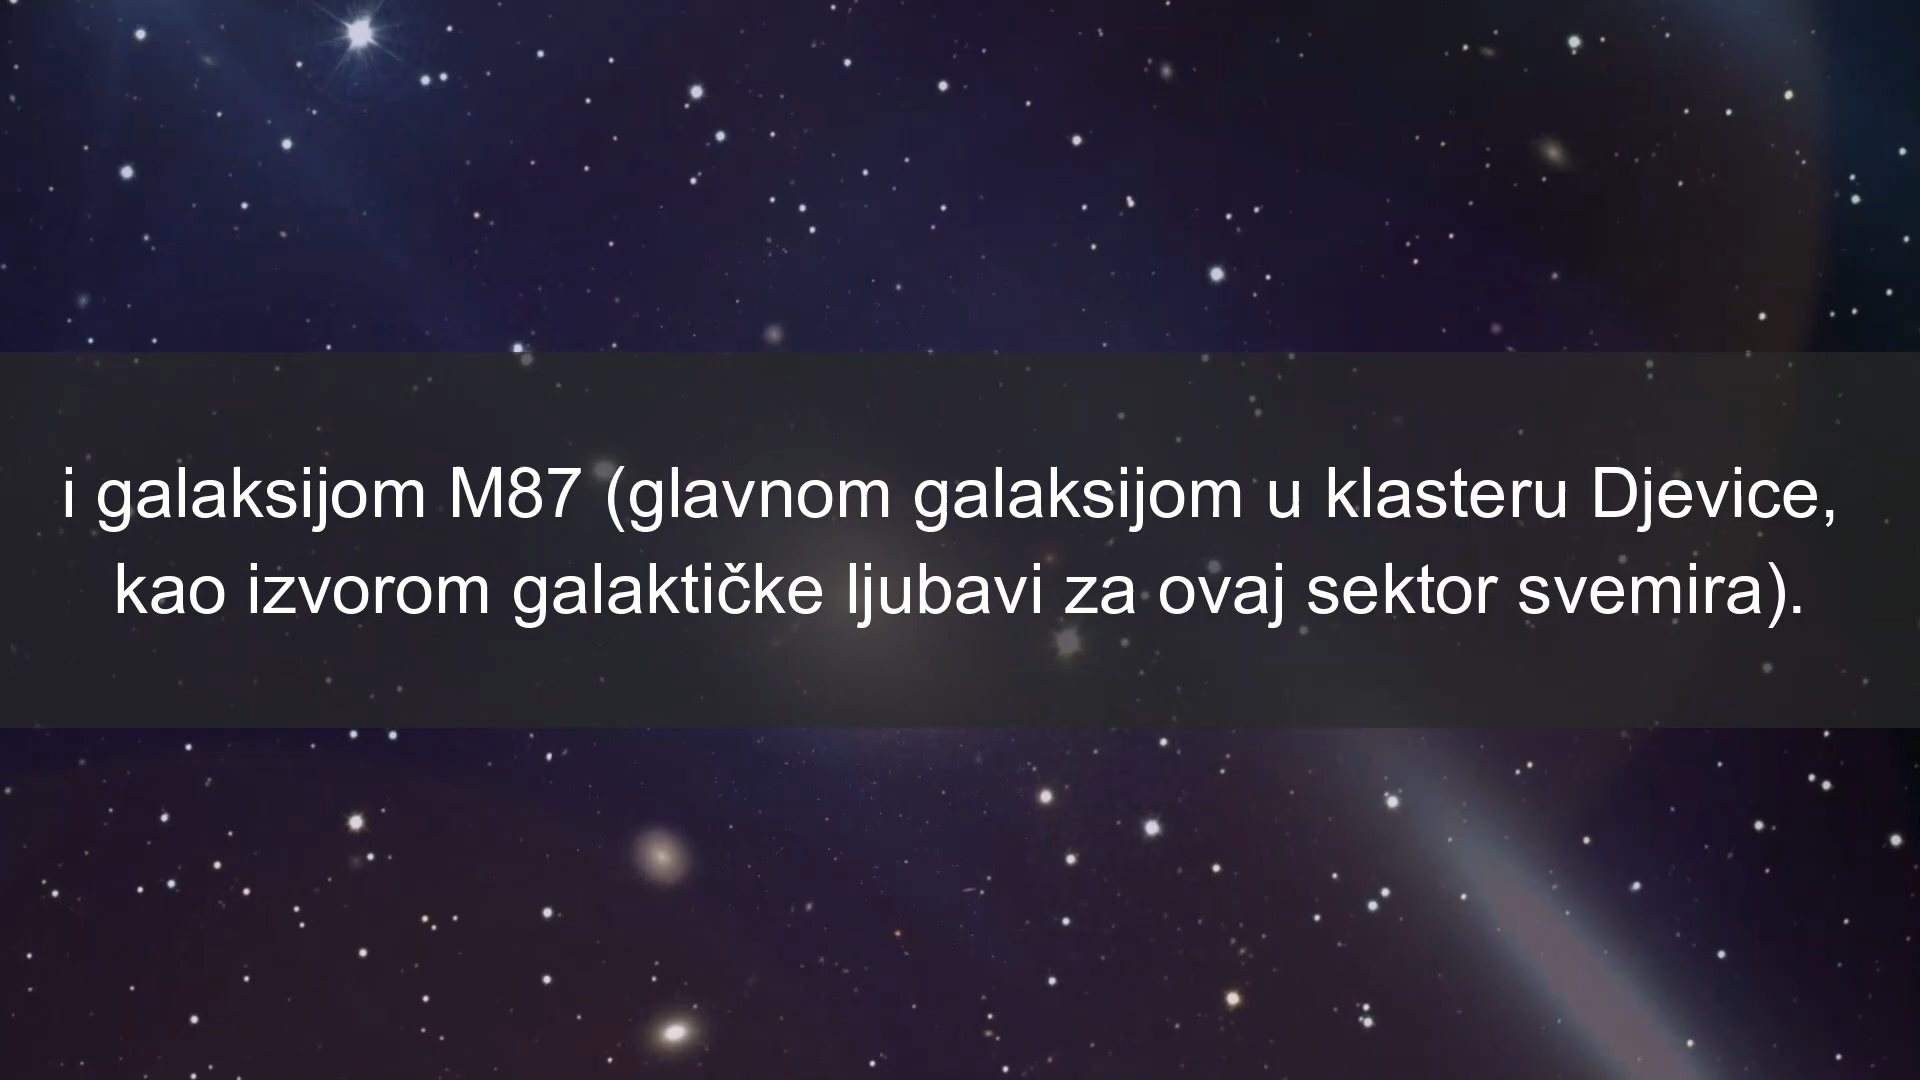 i galaksijom M87 (glavnom galaksijom u klasteru Djevice,
kao izvorom galaktičke ljubavi za ovaj sektor svemira).